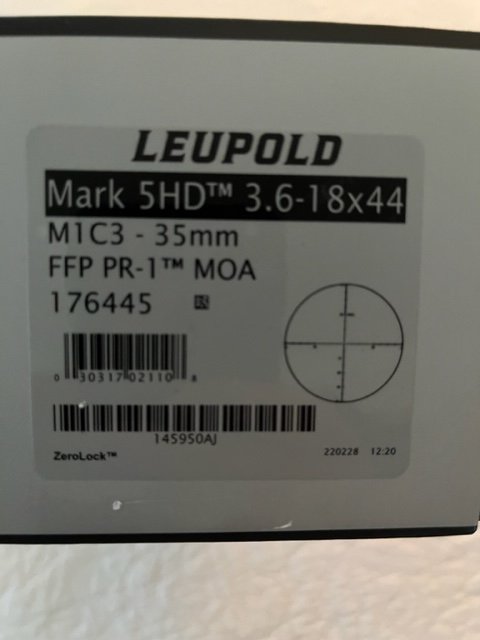 LEUPOLD
Mark 5HD™ 3.6-18x44
M1C3 - 35mm
FFP PR-1™ MOA
176445
0 30317 02110 8
145950AJ
ZeroLock™ 220228 12:20